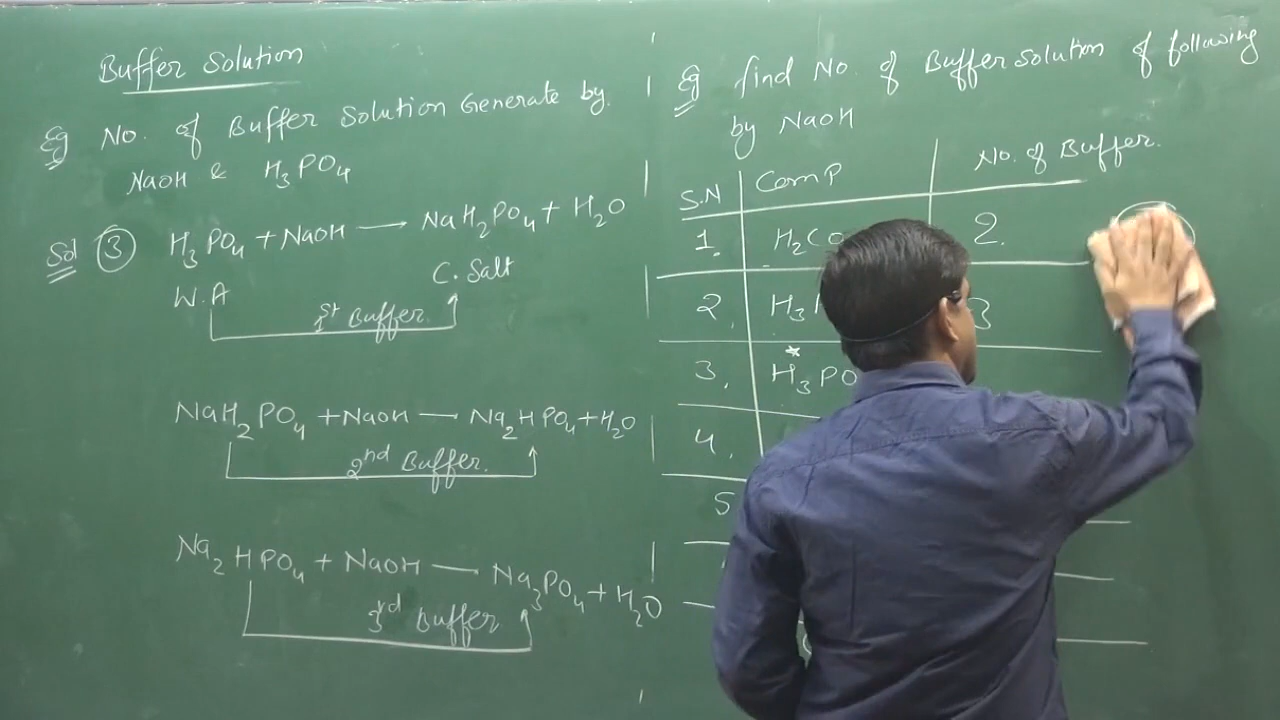 Buffer Solution
Eg No. of Buffer Solution Generate by
NaOH & H₃PO₄
Sol ③ H₃PO₄ + NaOH → NaH₂PO₄ + H₂O
W.A C. Salt
1st Buffer
NaH₂PO₄ + NaOH — Na₂HPO₄ + H₂O
2nd Buffer.
Na₂HPO₄ + NaOH — Na₃PO₄ + H₂O
3rd Buffer
Eg find No. of Buffer Solution of following
by NaOH
S.N Comp No. of Buffer.
1. 2.
2. 3
3.
4.
5